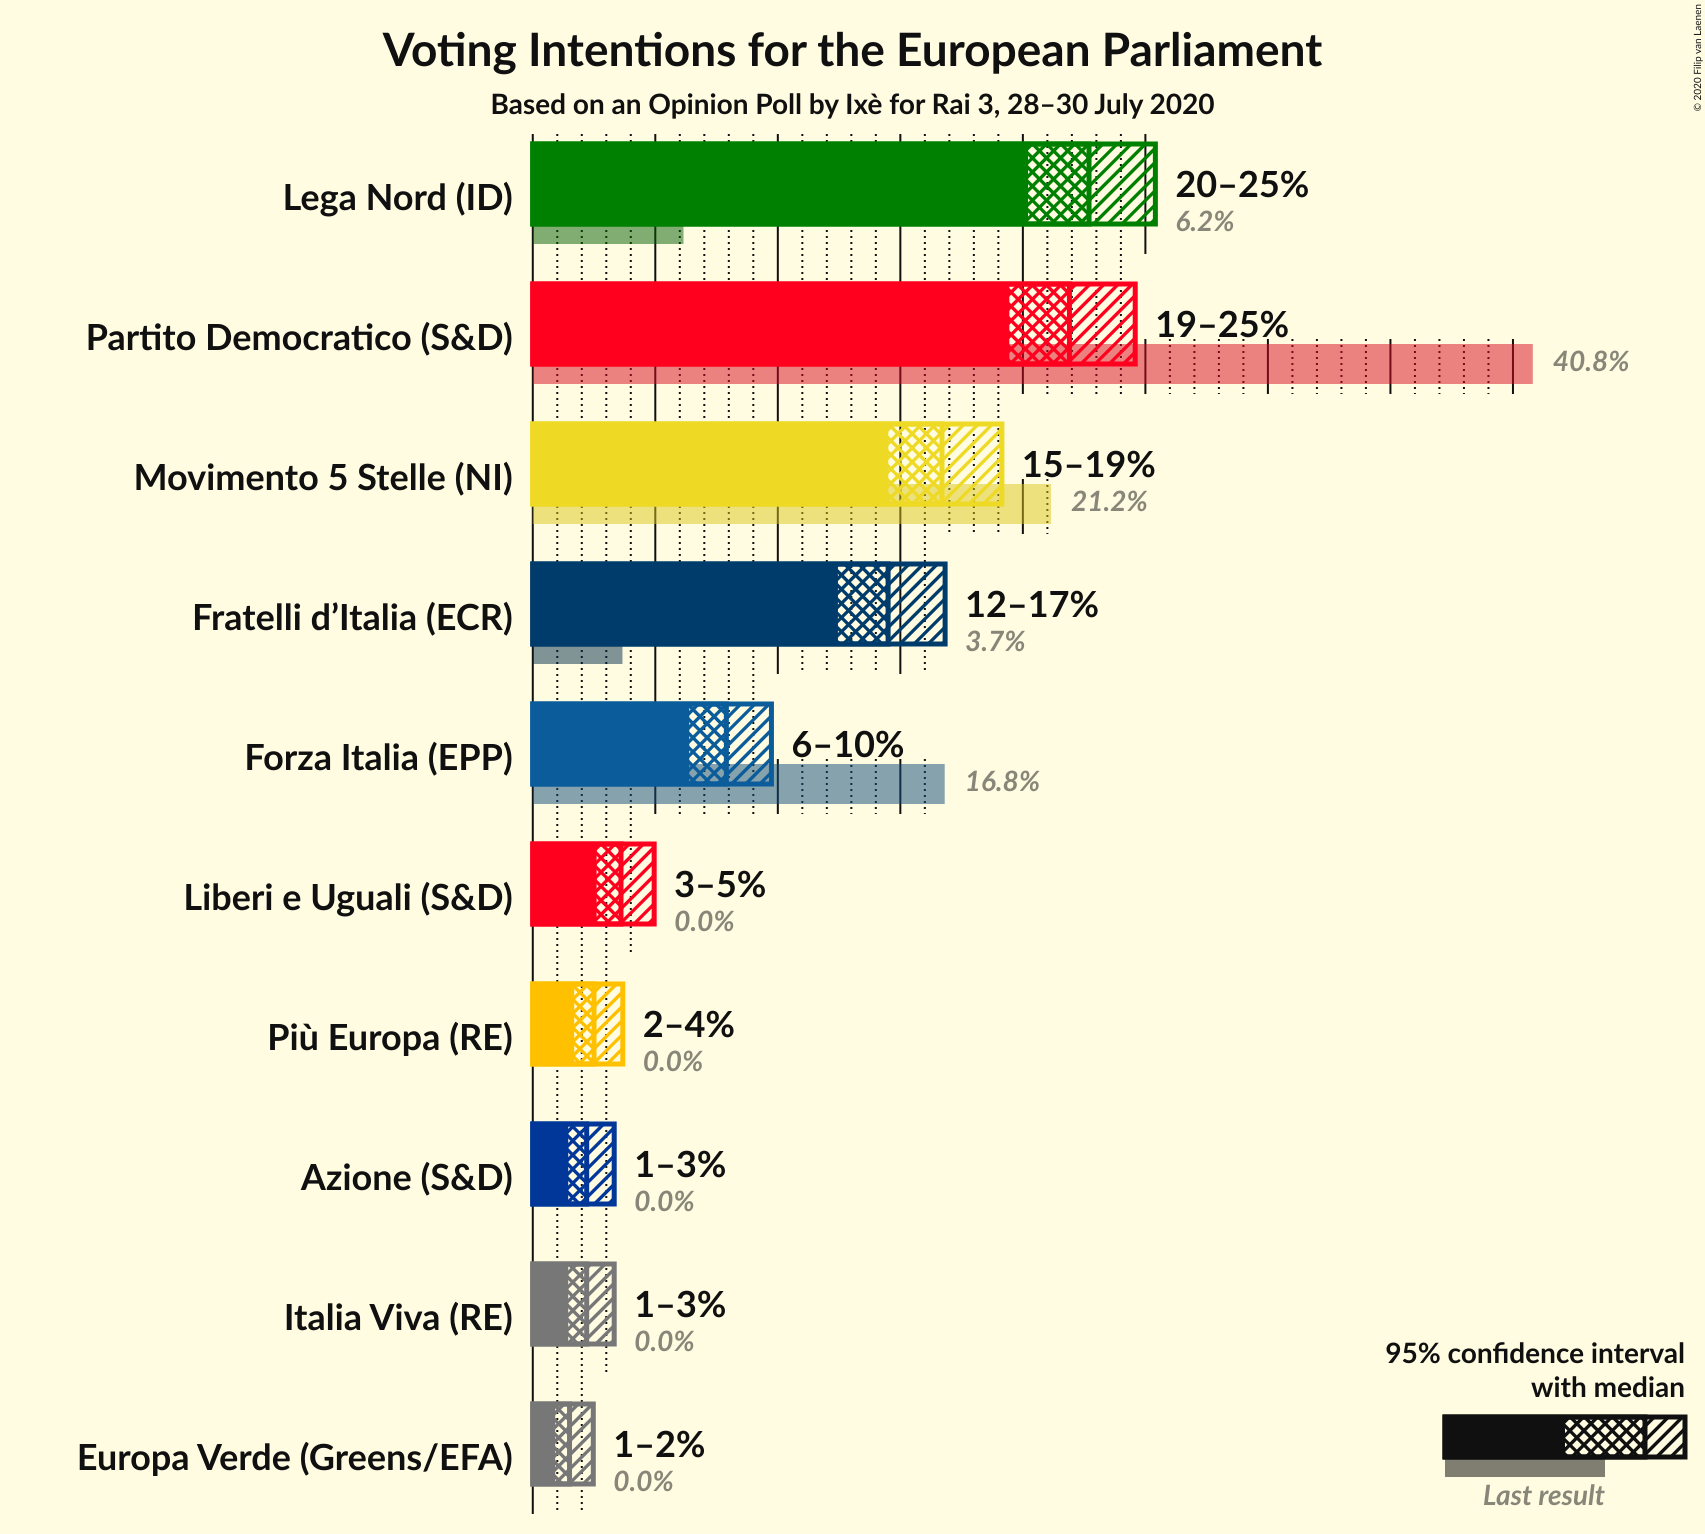 Voting Intentions for the European Parliament
Based on an Opinion Poll by Ixè for Rai 3, 28–30 July 2020
© 2020 Filip van Laenen
Lega Nord (ID)
20–25%
6.2%
Partito Democratico (S&D)
19–25%
40.8%
Movimento 5 Stelle (NI)
15–19%
21.2%
Fratelli d’Italia (ECR)
12–17%
3.7%
Forza Italia (EPP)
6–10%
16.8%
Liberi e Uguali (S&D)
3–5%
0.0%
Più Europa (RE)
2–4%
0.0%
Azione (S&D)
1–3%
0.0%
Italia Viva (RE)
1–3%
0.0%
Europa Verde (Greens/EFA)
1–2%
0.0%
95% confidence interval
with median
Last result